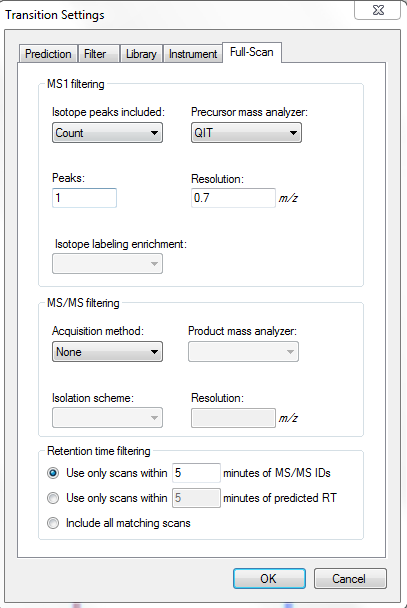 Transition Settings
Prediction Filter Library Instrument Full-Scan
MS1 filtering
Isotope peaks included: Precursor mass analyzer:
Count QIT
Peaks: Resolution:
1 0.7 m/z
Isotope labeling enrichment:
MS/MS filtering
Acquisition method: Product mass analyzer:
None
Isolation scheme: Resolution:
m/z
Retention time filtering
Use only scans within 5 minutes of MS/MS IDs
Use only scans within 5 minutes of predicted RT
Include all matching scans
OK Cancel